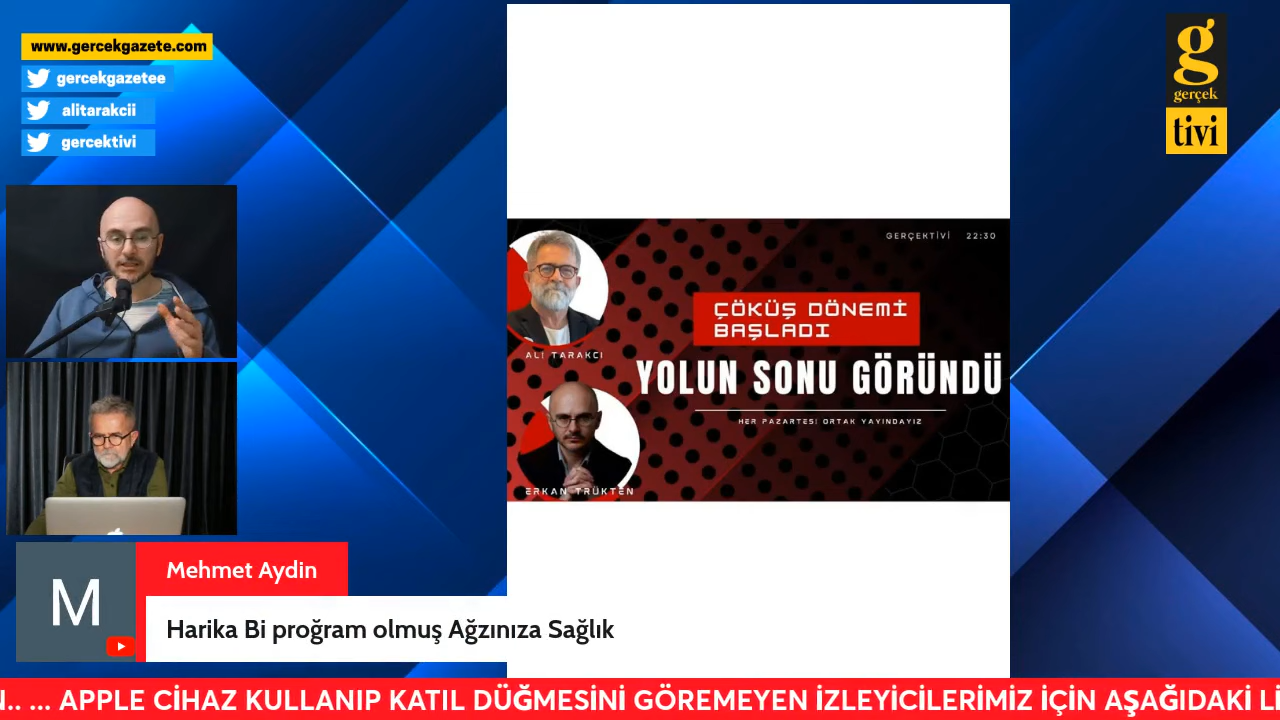 www.gercekgazete.com
gercekgazetee
alitarakcii
gercektivi
g
gerçek
tivi
GERÇEKTİVİ 22:30
ÇÖKÜŞ DÖNEMİ
BAŞLADI
ALİ TARAKCI
YOLUN SONU GÖRÜNDÜ
HER PAZARTESİ ORTAK YAYINDAYIZ
ERKAN TRÜKTEN
M
Mehmet Aydin
Harika Bi proğram olmuş Ağzınıza Sağlık
N.. ... APPLE CİHAZ KULLANIP KATIL DÜĞMESİNİ GÖREMEYEN İZLEYİCİLERİMİZ İÇİN AŞAĞIDAKİ Lİ